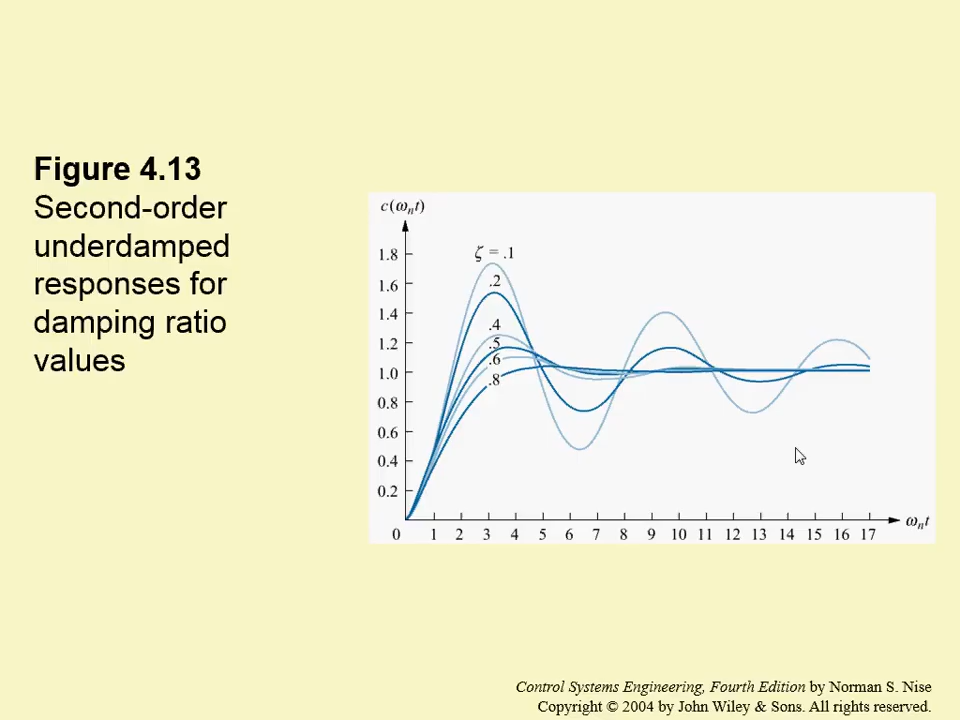 Figure 4.13
Second-order
underdamped
responses for
damping ratio
values
c(ωₙt)
ζ = .1
.2
.4
.5
.6
.8
1.8
1.6
1.4
1.2
1.0
0.8
0.6
0.4
0.2
0 1 2 3 4 5 6 7 8 9 10 11 12 13 14 15 16 17
ωₙt
Control Systems Engineering, Fourth Edition by Norman S. Nise
Copyright © 2004 by John Wiley & Sons. All rights reserved.